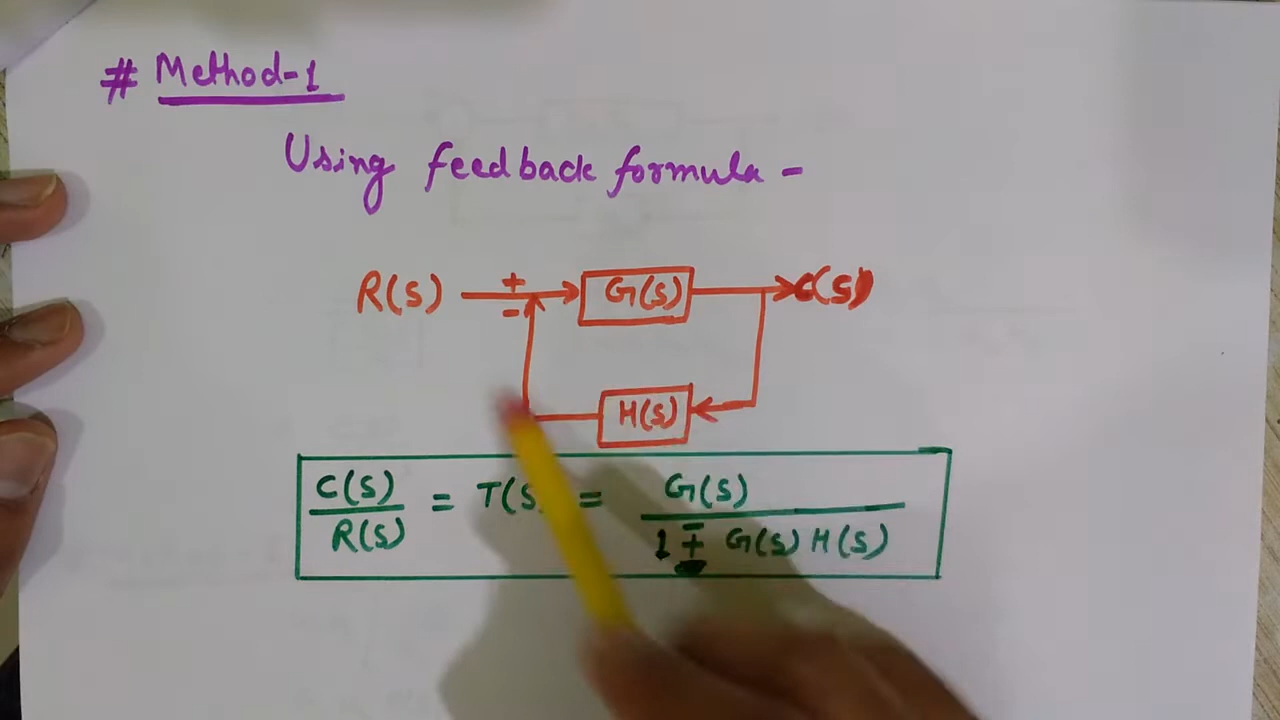 # Method-1
Using feedback formula -
R(s) + - G(s) C(s)
H(s)
C(s)/R(s) = T(s) = G(s)/1 ∓ G(s) H(s)